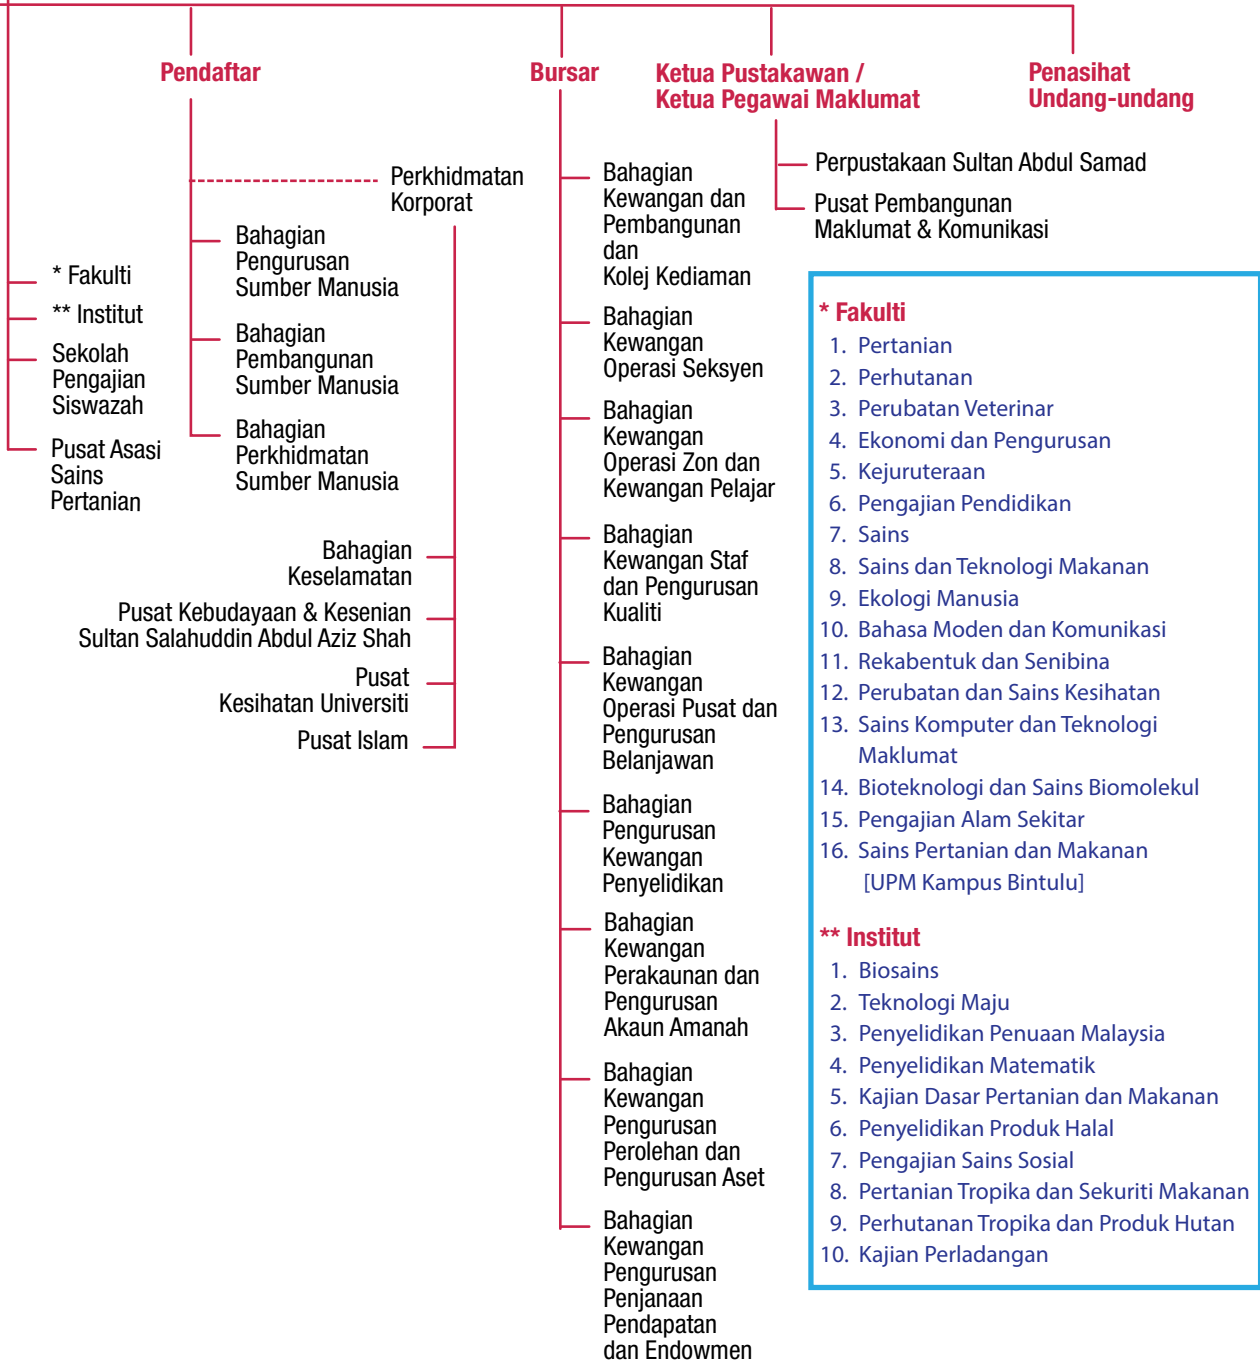 Pendaftar
Bursar
Ketua Pustakawan /
Ketua Pegawai Maklumat
Penasihat
Undang-undang
* Fakulti
** Institut
Sekolah
Pengajian
Siswazah
Pusat Asasi
Sains
Pertanian
Perkhidmatan
Korporat
Bahagian
Pengurusan
Sumber Manusia
Bahagian
Pembangunan
Sumber Manusia
Bahagian
Perkhidmatan
Sumber Manusia
Bahagian
Keselamatan
Pusat Kebudayaan & Kesenian
Sultan Salahuddin Abdul Aziz Shah
Pusat
Kesihatan Universiti
Pusat Islam
Bahagian
Kewangan dan
Pembangunan
dan
Kolej Kediaman
Bahagian
Kewangan
Operasi Seksyen
Bahagian
Kewangan
Operasi Zon dan
Kewangan Pelajar
Bahagian
Kewangan Staf
dan Pengurusan
Kualiti
Bahagian
Kewangan
Operasi Pusat dan
Pengurusan
Belanjawan
Bahagian
Pengurusan
Kewangan
Penyelidikan
Bahagian
Kewangan
Perakaunan dan
Pengurusan
Akaun Amanah
Bahagian
Kewangan
Pengurusan
Perolehan dan
Pengurusan Aset
Bahagian
Kewangan
Pengurusan
Penjanaan
Pendapatan
dan Endowmen
Perpustakaan Sultan Abdul Samad
Pusat Pembangunan
Maklumat & Komunikasi
* Fakulti
1. Pertanian
2. Perhutanan
3. Perubatan Veterinar
4. Ekonomi dan Pengurusan
5. Kejuruteraan
6. Pengajian Pendidikan
7. Sains
8. Sains dan Teknologi Makanan
9. Ekologi Manusia
10. Bahasa Moden dan Komunikasi
11. Rekabentuk dan Senibina
12. Perubatan dan Sains Kesihatan
13. Sains Komputer dan Teknologi
Maklumat
14. Bioteknologi dan Sains Biomolekul
15. Pengajian Alam Sekitar
16. Sains Pertanian dan Makanan
[UPM Kampus Bintulu]
** Institut
1. Biosains
2. Teknologi Maju
3. Penyelidikan Penuaan Malaysia
4. Penyelidikan Matematik
5. Kajian Dasar Pertanian dan Makanan
6. Penyelidikan Produk Halal
7. Pengajian Sains Sosial
8. Pertanian Tropika dan Sekuriti Makanan
9. Perhutanan Tropika dan Produk Hutan
10. Kajian Perladangan